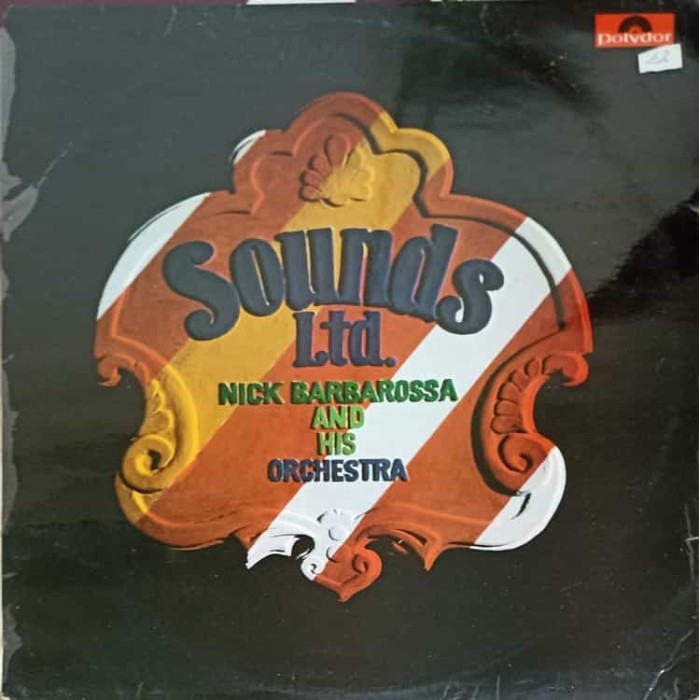 polydor
Sounds
Ltd.
NICK BARBAROSSA
AND
HIS
ORCHESTRA